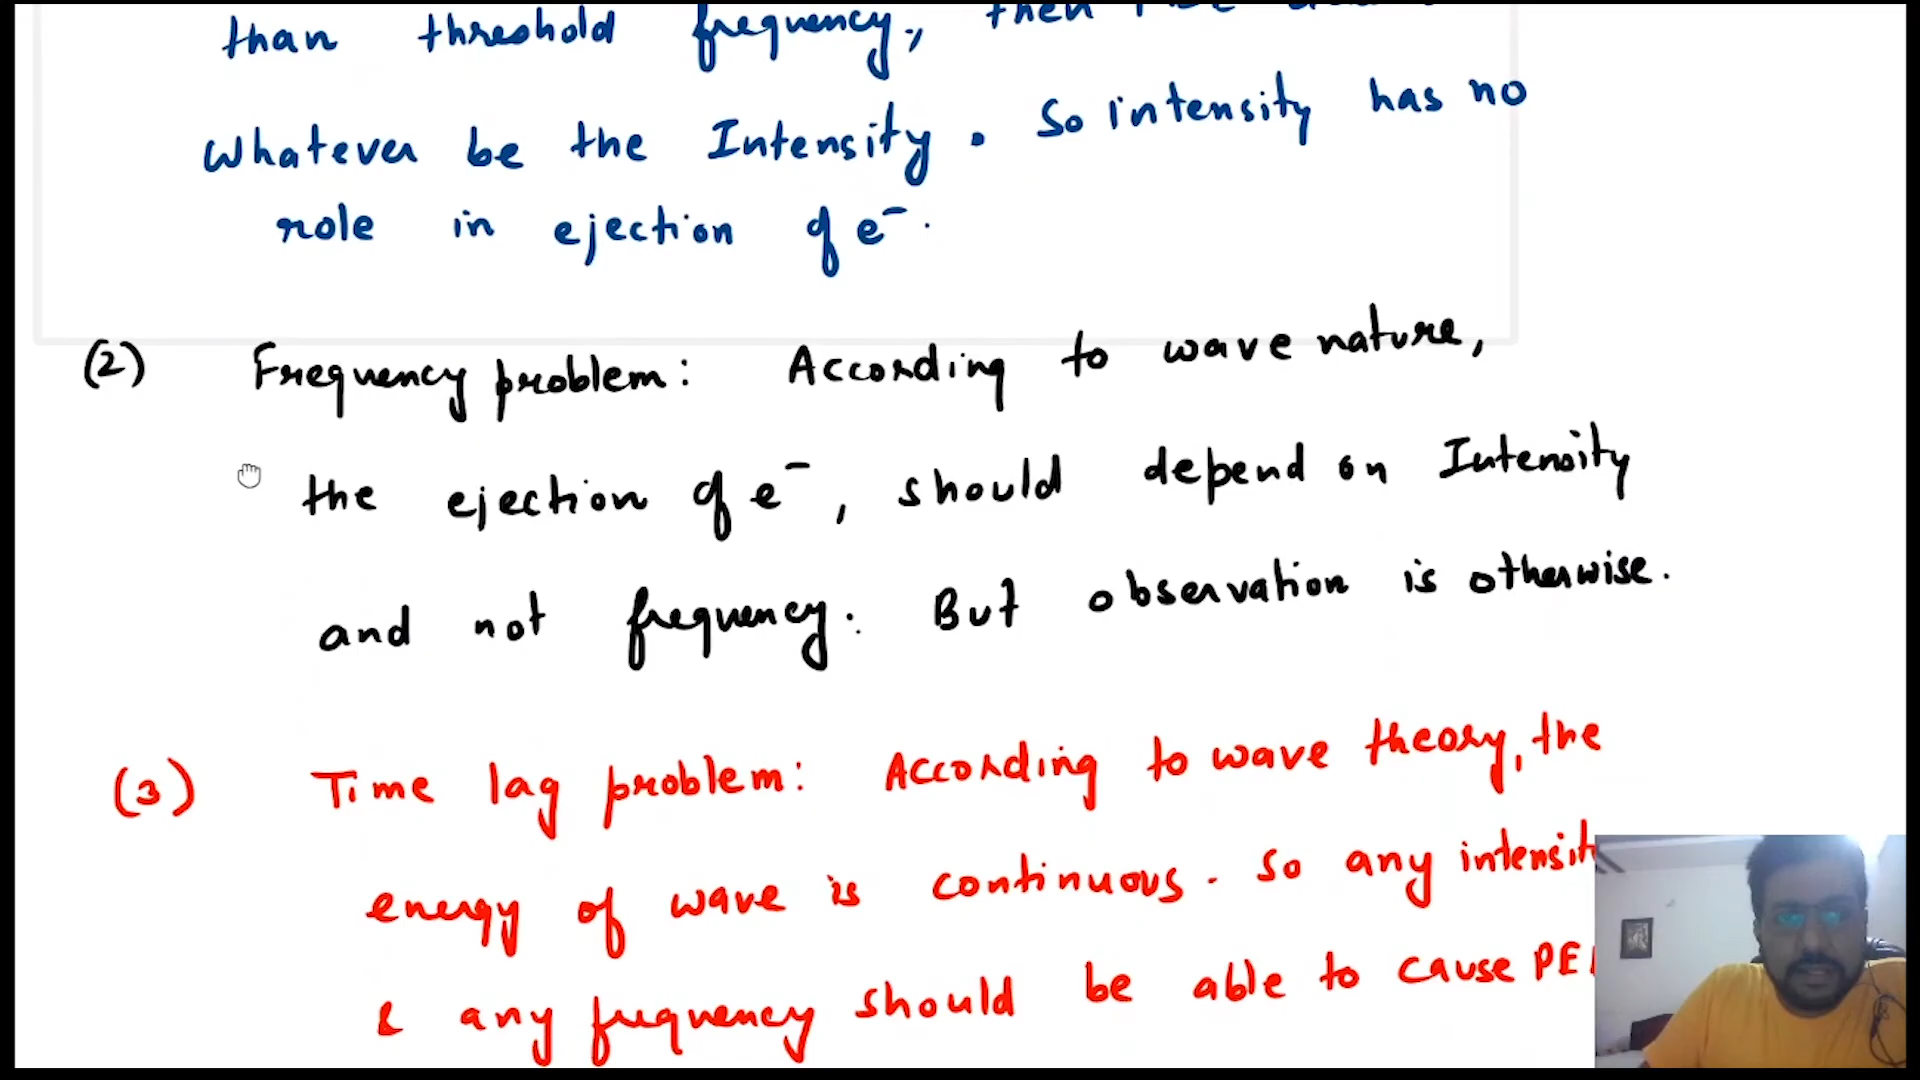 than threshold frequency, then
whatever be the Intensity. So intensity has no
role in ejection of e⁻.
(2) Frequency problem: According to wave nature,
the ejection of e⁻, should depend on Intensity
and not frequency. But observation is otherwise.
(3) Time lag problem: According to wave theory, the
energy of wave is continuous. So any
& any frequency should be able to cause